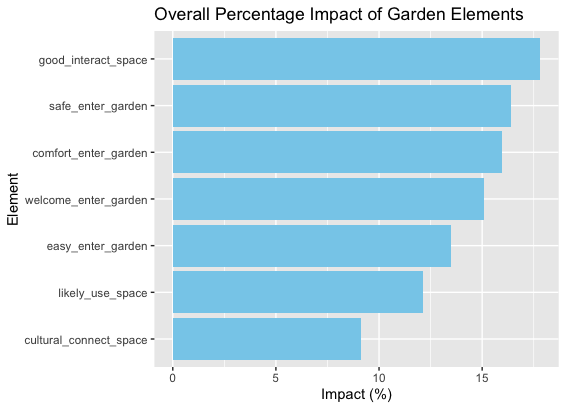 Overall Percentage Impact of Garden Elements
good_interact_space
safe_enter_garden
comfort_enter_garden
welcome_enter_garden
easy_enter_garden
likely_use_space
cultural_connect_space
Element
0 5 10 15
Impact (%)